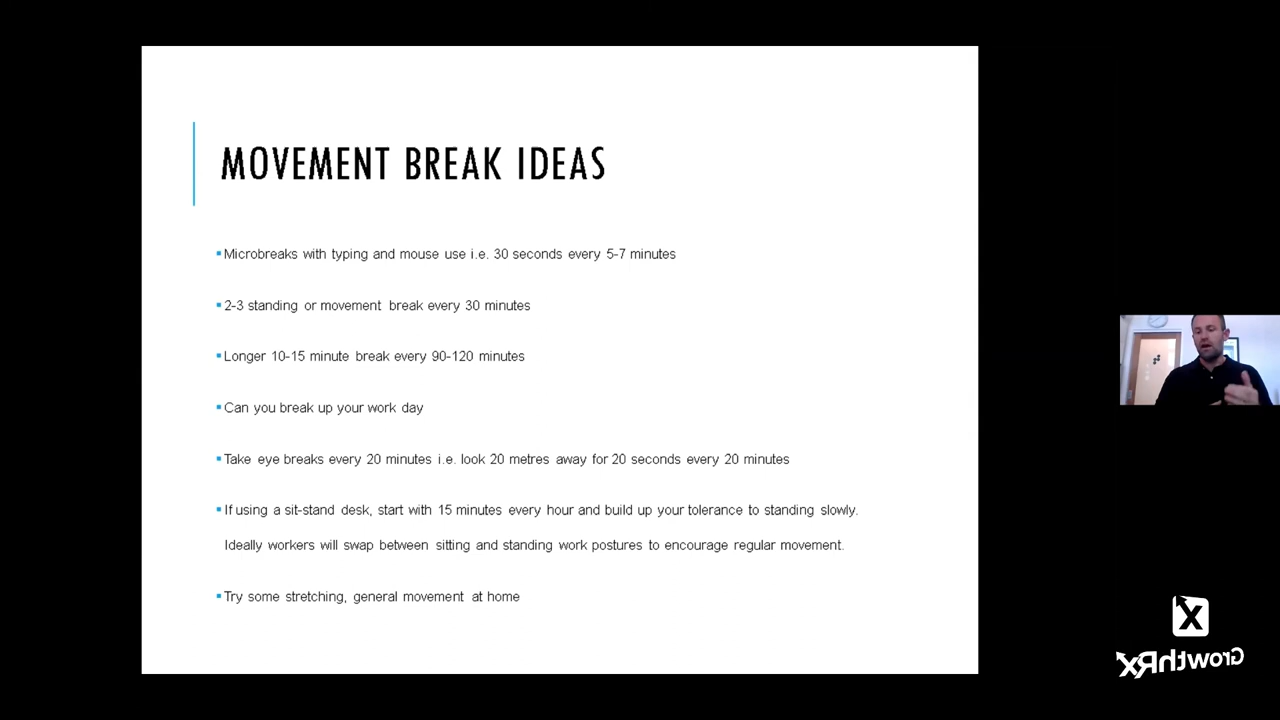 MOVEMENT BREAK IDEAS
Microbreaks with typing and mouse use i.e. 30 seconds every 5-7 minutes
2-3 standing or movement break every 30 minutes
Longer 10-15 minute break every 90-120 minutes
Can you break up your work day
Take eye breaks every 20 minutes i.e. look 20 metres away for 20 seconds every 20 minutes
If using a sit-stand desk, start with 15 minutes every hour and build up your tolerance to standing slowly.
Ideally workers will swap between sitting and standing work postures to encourage regular movement.
Try some stretching, general movement at home
X
GrowthRx